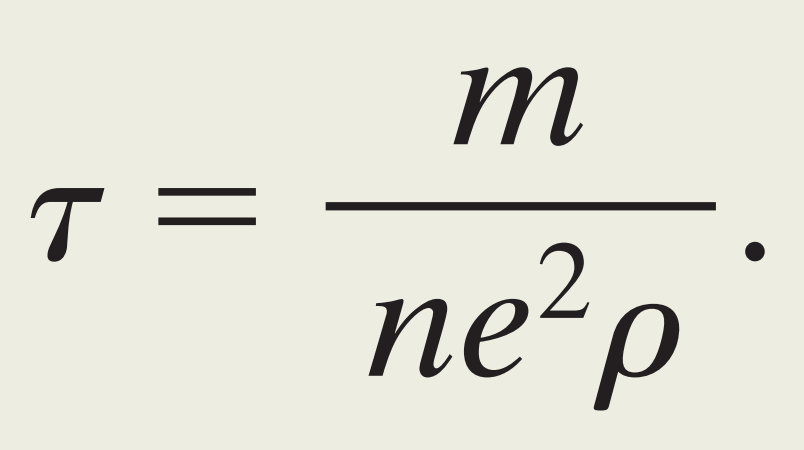 τ = m / ne²ρ .